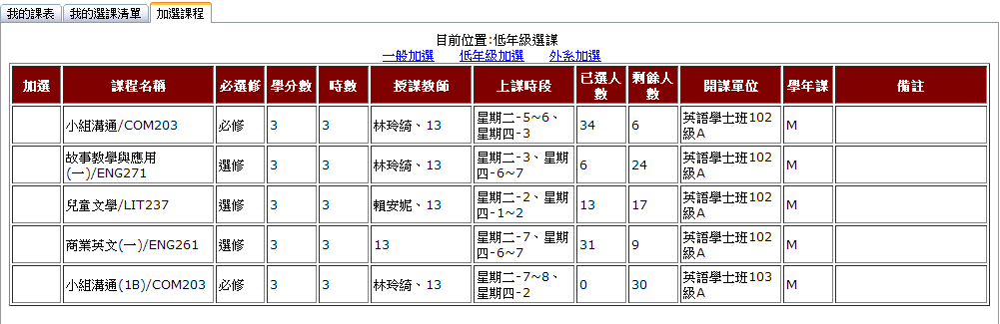 我的課表 我的選課清單 加選課程
目前位置:低年級選課
一般加選 低年級加選 外系加選
加選 課程名稱 必選修 學分數 時數 授課教師 上課時段 已選人數 剩餘人數 開課單位 學年課 備註
小組溝通/COM203 必修 3 3 林玲綺、13 星期二-5~6、星期四-3 34 6 英語學士班102級A M
故事教學與應用(一)/ENG271 選修 3 3 林玲綺、13 星期二-3、星期四-6~7 6 24 英語學士班102級A M
兒童文學/LIT237 選修 3 3 賴安妮、13 星期二-2、星期四-1~2 13 17 英語學士班102級A M
商業英文(一)/ENG261 選修 3 3 13 星期二-7、星期四-6~7 31 9 英語學士班102級A M
小組溝通(1B)/COM203 必修 3 3 林玲綺、13 星期二-7~8、星期四-2 0 30 英語學士班103級A M